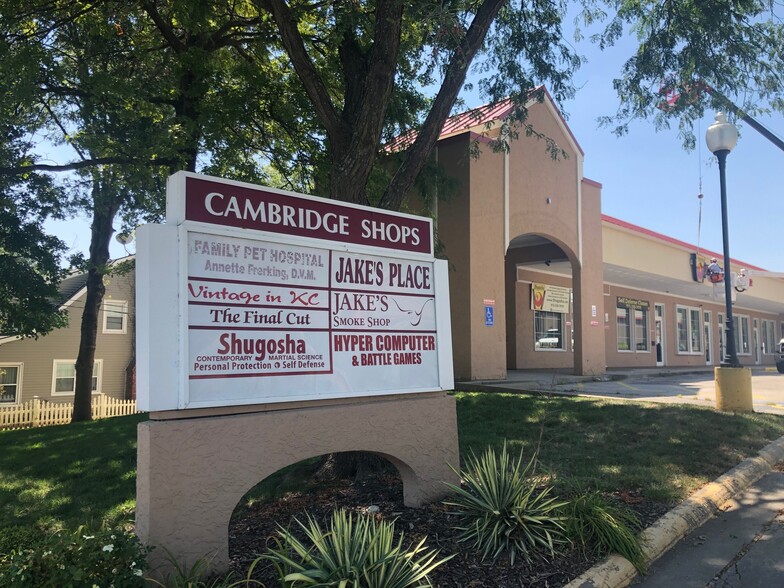 CAMBRIDGE SHOPS
FAMILY PET HOSPITAL
Annette Frerking, D.V.M.
Vintage in KC
The Final Cut
SHUGOSHA
CONTEMPORARY MARTIAL SCIENCE
Personal Protection Self Defense
JAKE'S PLACE
JAKE'S
SMOKE SHOP
HYPER COMPUTER
& BATTLE GAMES